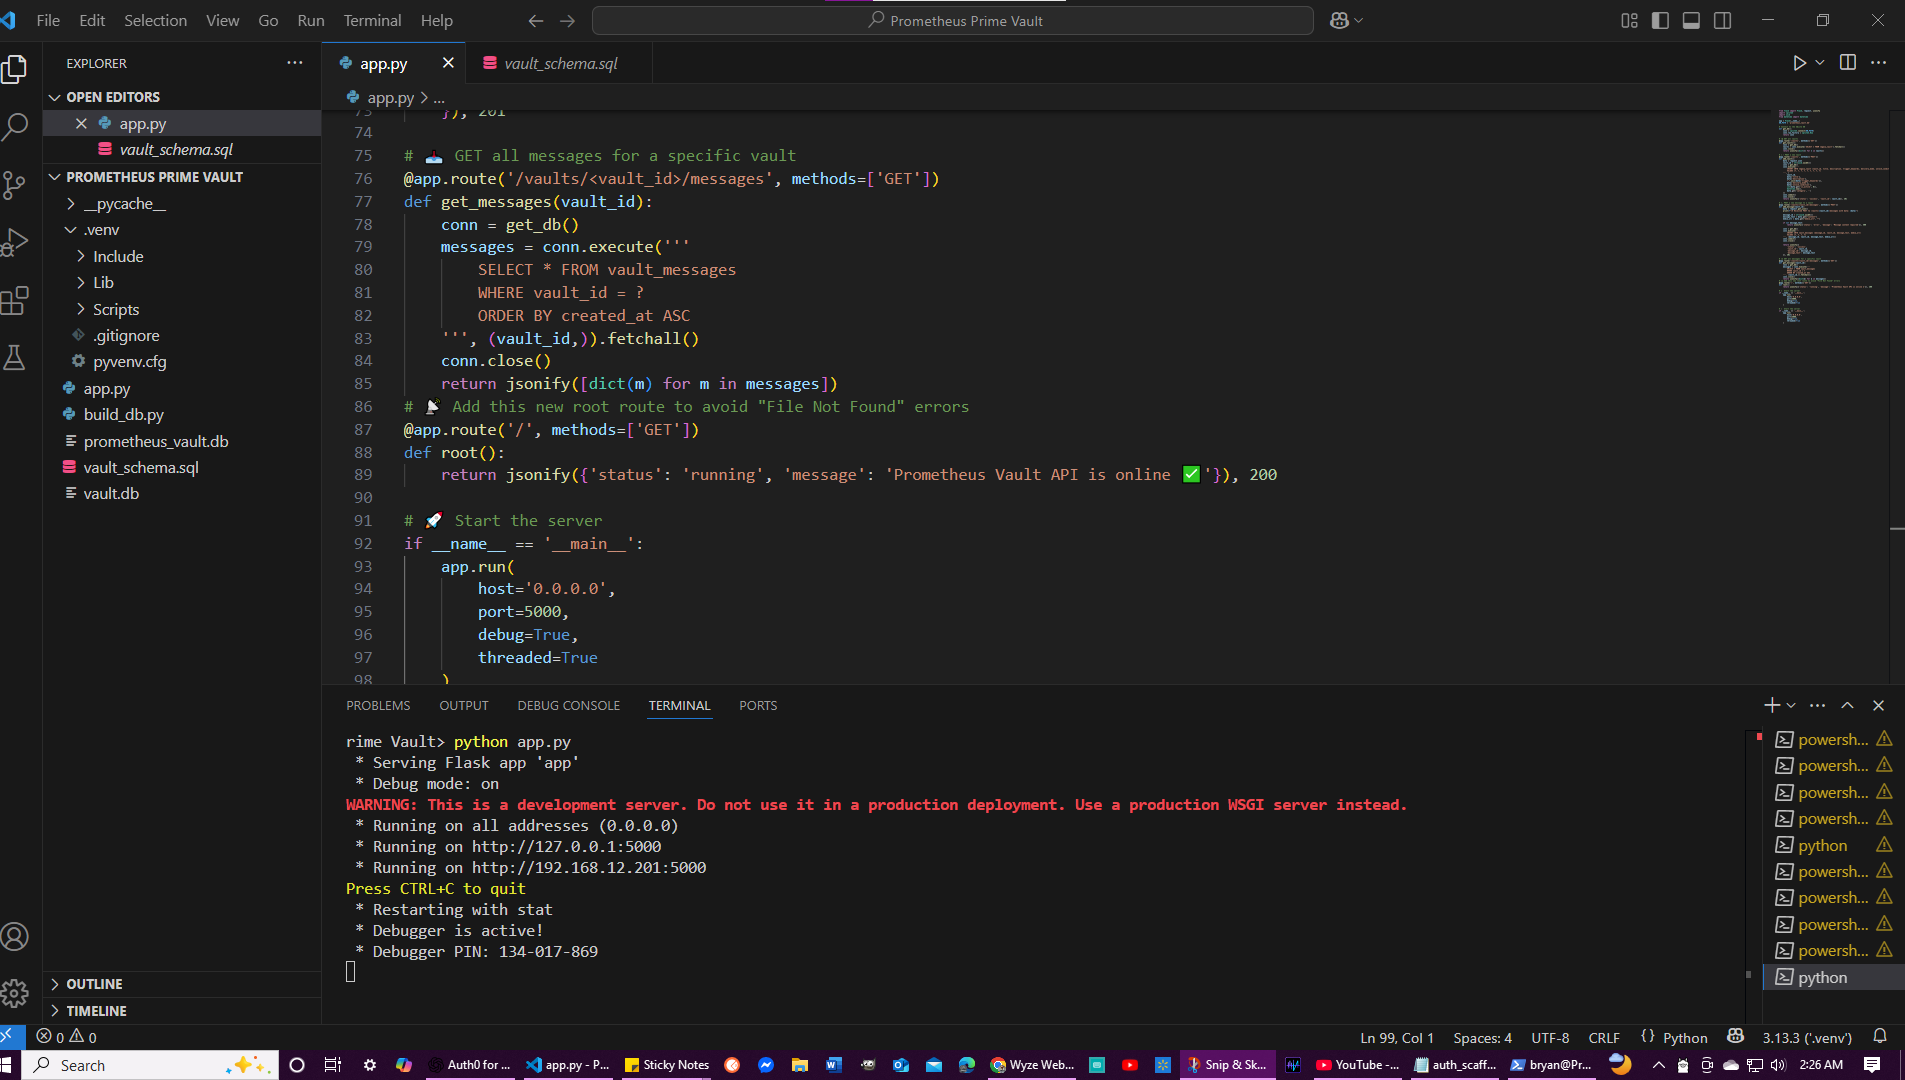 File Edit Selection View Go Run Terminal Help
Prometheus Prime Vault
EXPLORER
OPEN EDITORS
app.py
vault_schema.sql
PROMETHEUS PRIME VAULT
__pycache__
.venv
Include
Lib
Scripts
.gitignore
pyvenv.cfg
app.py
build_db.py
prometheus_vault.db
vault_schema.sql
vault.db
OUTLINE
TIMELINE
app.py
vault_schema.sql
app.py > ...
73 }), 201
74
75 # 📥 GET all messages for a specific vault
76 @app.route('/vaults/<vault_id>/messages', methods=['GET'])
77 def get_messages(vault_id):
78 conn = get_db()
79 messages = conn.execute('''
80 SELECT * FROM vault_messages
81 WHERE vault_id = ?
82 ORDER BY created_at ASC
83 ''', (vault_id,)).fetchall()
84 conn.close()
85 return jsonify([dict(m) for m in messages])
86 # 📡 Add this new root route to avoid "File Not Found" errors
87 @app.route('/', methods=['GET'])
88 def root():
89 return jsonify({'status': 'running', 'message': 'Prometheus Vault API is online ✅'}), 200
90
91 # 🚀 Start the server
92 if __name__ == '__main__':
93 app.run(
94 host='0.0.0.0',
95 port=5000,
96 debug=True,
97 threaded=True
98 )
PROBLEMS OUTPUT DEBUG CONSOLE TERMINAL PORTS
rime Vault> python app.py
* Serving Flask app 'app'
* Debug mode: on
WARNING: This is a development server. Do not use it in a production deployment. Use a production WSGI server instead.
* Running on all addresses (0.0.0.0)
* Running on http://127.0.0.1:5000
* Running on http://192.168.12.201:5000
Press CTRL+C to quit
* Restarting with stat
* Debugger is active!
* Debugger PIN: 134-017-869
powersh...
powersh...
powersh...
powersh...
python
powersh...
powersh...
powersh...
powersh...
python
0 0
Ln 99, Col 1 Spaces: 4 UTF-8 CRLF {} Python 3.13.3 ('.venv')
Search
Auth0 for ...
app.py - P...
Sticky Notes
Wyze Web...
Snip & Sk...
YouTube -...
auth_scaff...
bryan@Pr...
2:26 AM